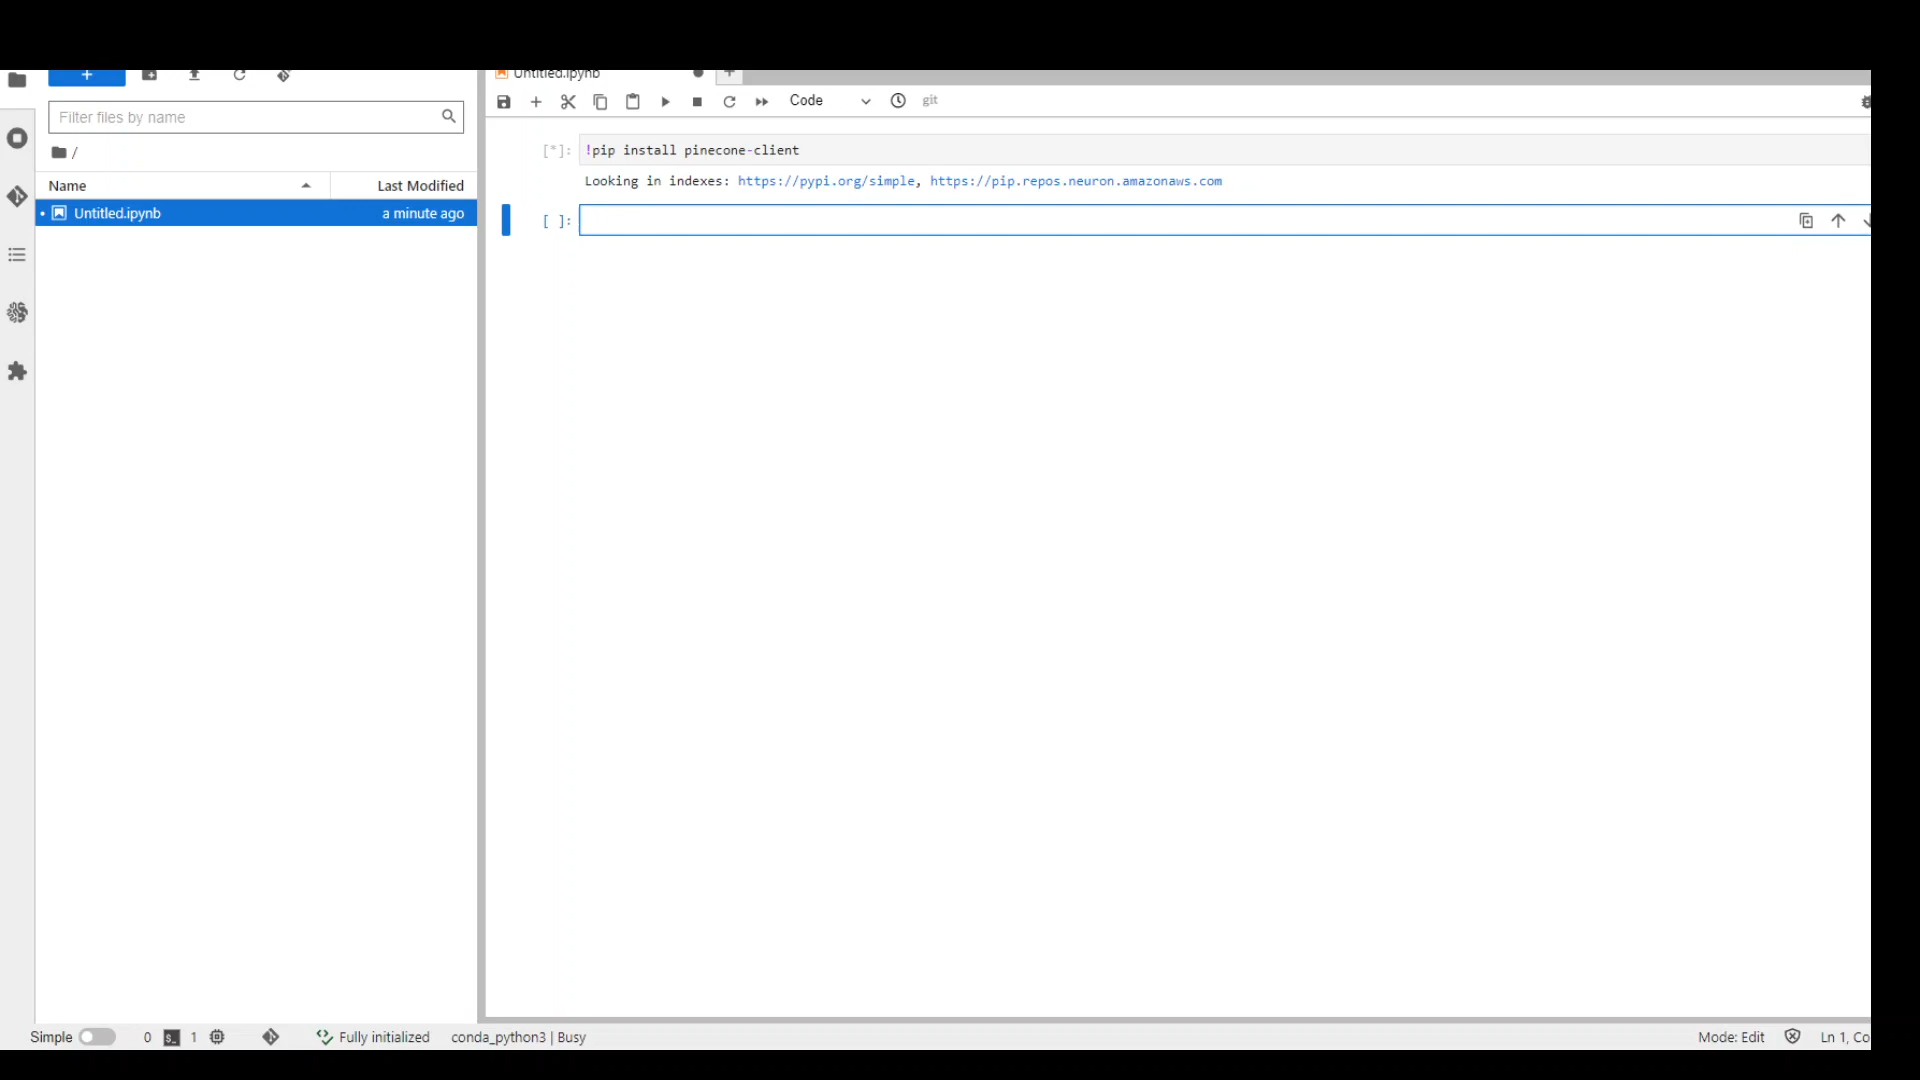 Untitled.ipynb
Filter files by name
Code
git
/
[*]: !pip install pinecone-client
Name Last Modified
Looking in indexes: https://pypi.org/simple, https://pip.repos.neuron.amazonaws.com
Untitled.ipynb a minute ago
[ ]:
Simple 0 1 Fully initialized conda_python3 | Busy Mode: Edit Ln 1, Co